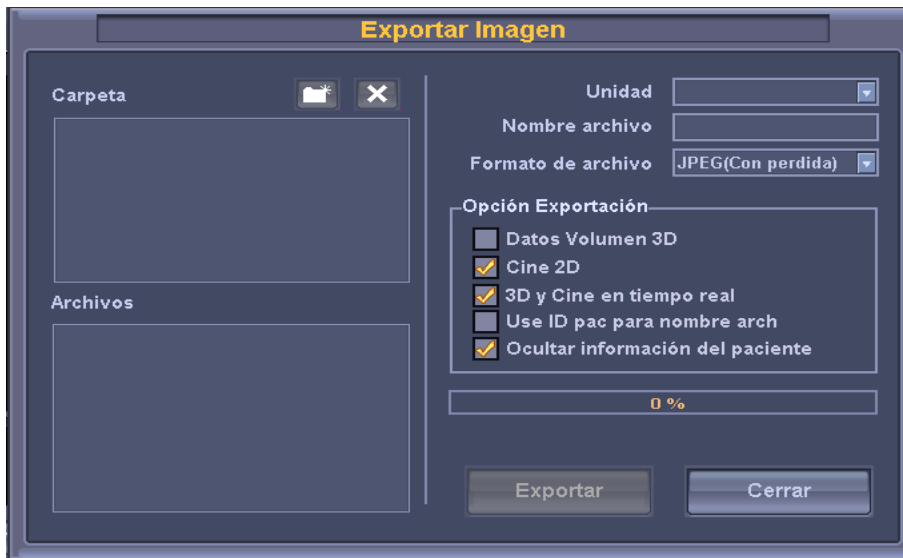 Exportar Imagen
Carpeta
Archivos
Unidad
Nombre archivo
Formato de archivo JPEG(Con perdida)
Opción Exportación
Datos Volumen 3D
Cine 2D
3D y Cine en tiempo real
Use ID pac para nombre arch
Ocultar información del paciente
0 %
Exportar Cerrar